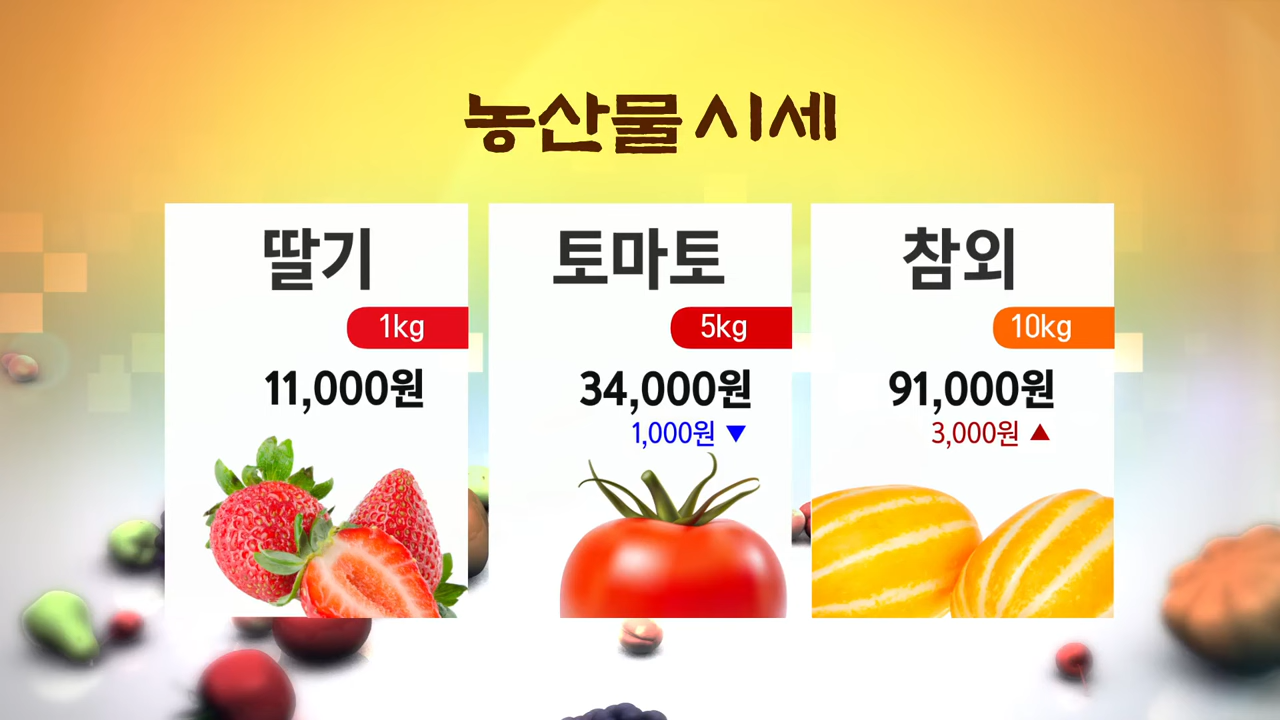 농산물 시세
딸기
1kg
11,000원
토마토
5kg
34,000원
1,000원 ▼
참외
10kg
91,000원
3,000원 ▲